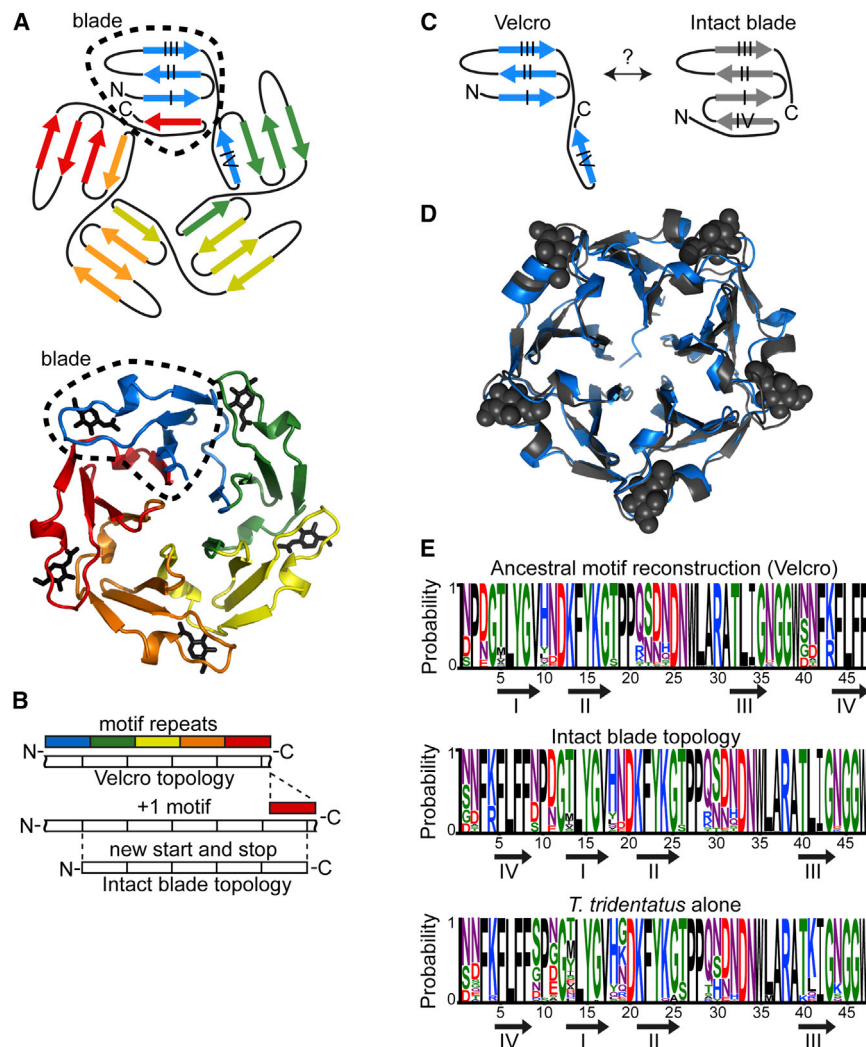 A
blade
III
II
N
I
C
IV
blade
B
motif repeats
N-
-C
Velcro topology
+1 motif
N-
-C
new start and stop
N-
-C
Intact blade topology
C
Velcro
Intact blade
III
II
N
I
C
IV
?
III
II
I
N
IV
C
D
E
Ancestral motif reconstruction (Velcro)
Probability
1
0
5 10 15 20 25 30 35 40 45
I II III IV
Intact blade topology
Probability
1
0
5 10 15 20 25 30 35 40 45
IV I II III
T. tridentatus alone
Probability
1
0
5 10 15 20 25 30 35 40 45
IV I II III